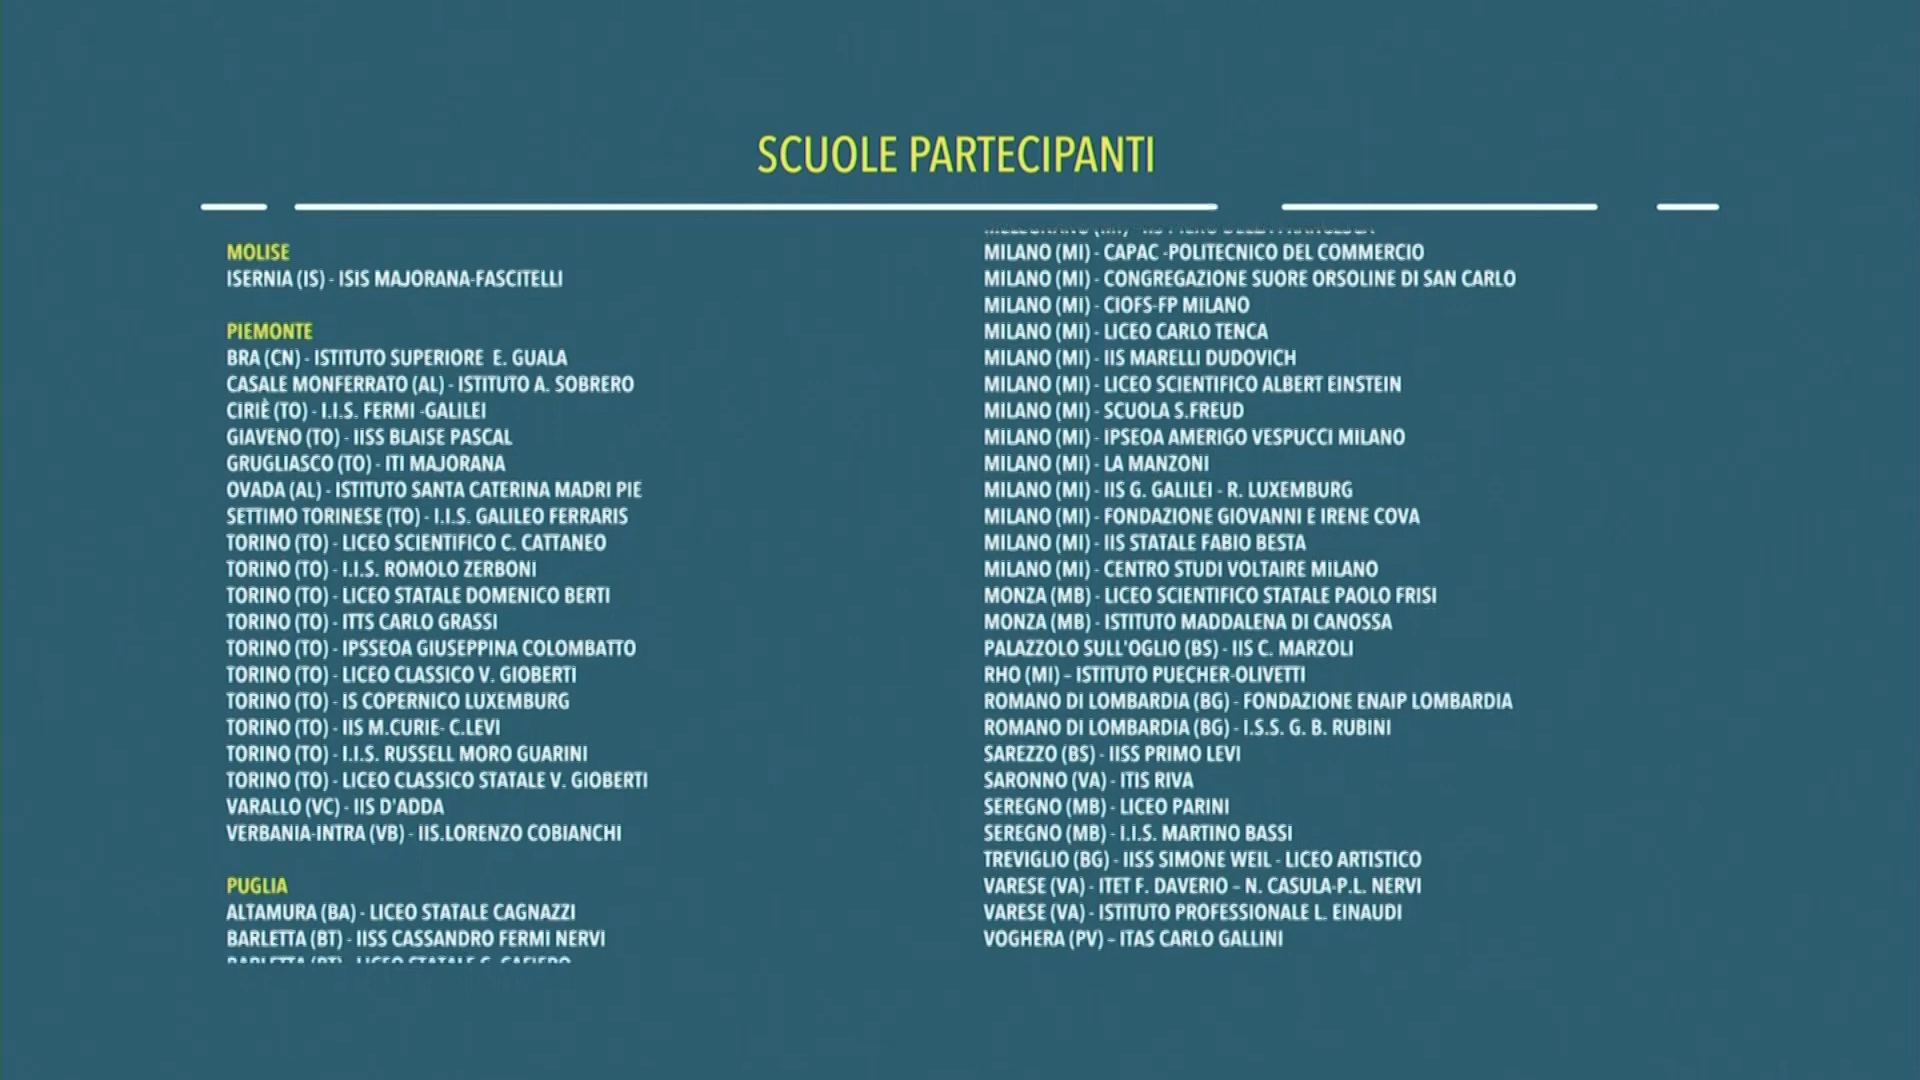 SCUOLE PARTECIPANTI
MOLISE
ISERNIA (IS) - ISIS MAJORANA-FASCITELLI
PIEMONTE
BRA (CN) - ISTITUTO SUPERIORE E. GUALA
CASALE MONFERRATO (AL) - ISTITUTO A. SOBRERO
CIRIÈ (TO) - I.I.S. FERMI -GALILEI
GIAVENO (TO) - IISS BLAISE PASCAL
GRUGLIASCO (TO) - ITI MAJORANA
OVADA (AL) - ISTITUTO SANTA CATERINA MADRI PIE
SETTIMO TORINESE (TO) - I.I.S. GALILEO FERRARIS
TORINO (TO) - LICEO SCIENTIFICO C. CATTANEO
TORINO (TO) - I.I.S. ROMOLO ZERBONI
TORINO (TO) - LICEO STATALE DOMENICO BERTI
TORINO (TO) - ITTS CARLO GRASSI
TORINO (TO) - IPSSEOA GIUSEPPINA COLOMBATTO
TORINO (TO) - LICEO CLASSICO V. GIOBERTI
TORINO (TO) - IS COPERNICO LUXEMBURG
TORINO (TO) - IIS M.CURIE- C.LEVI
TORINO (TO) - I.I.S. RUSSELL MORO GUARINI
TORINO (TO) - LICEO CLASSICO STATALE V. GIOBERTI
VARALLO (VC) - IIS D'ADDA
VERBANIA-INTRA (VB) - IIS.LORENZO COBIANCHI
PUGLIA
ALTAMURA (BA) - LICEO STATALE CAGNAZZI
BARLETTA (BT) - IISS CASSANDRO FERMI NERVI
BARLETTA (BT) - LICEO STATALE C. CAFIERO
MILANO (MI) - CAPAC -POLITECNICO DEL COMMERCIO
MILANO (MI) - CONGREGAZIONE SUORE ORSOLINE DI SAN CARLO
MILANO (MI) - CIOFS-FP MILANO
MILANO (MI) - LICEO CARLO TENCA
MILANO (MI) - IIS MARELLI DUDOVICH
MILANO (MI) - LICEO SCIENTIFICO ALBERT EINSTEIN
MILANO (MI) - SCUOLA S.FREUD
MILANO (MI) - IPSEOA AMERIGO VESPUCCI MILANO
MILANO (MI) - LA MANZONI
MILANO (MI) - IIS G. GALILEI - R. LUXEMBURG
MILANO (MI) - FONDAZIONE GIOVANNI E IRENE COVA
MILANO (MI) - IIS STATALE FABIO BESTA
MILANO (MI) - CENTRO STUDI VOLTAIRE MILANO
MONZA (MB) - LICEO SCIENTIFICO STATALE PAOLO FRISI
MONZA (MB) - ISTITUTO MADDALENA DI CANOSSA
PALAZZOLO SULL'OGLIO (BS) - IIS C. MARZOLI
RHO (MI) – ISTITUTO PUECHER-OLIVETTI
ROMANO DI LOMBARDIA (BG) - FONDAZIONE ENAIP LOMBARDIA
ROMANO DI LOMBARDIA (BG) - I.S.S. G. B. RUBINI
SAREZZO (BS) - IISS PRIMO LEVI
SARONNO (VA) - ITIS RIVA
SEREGNO (MB) - LICEO PARINI
SEREGNO (MB) - I.I.S. MARTINO BASSI
TREVIGLIO (BG) - IISS SIMONE WEIL - LICEO ARTISTICO
VARESE (VA) - ITET F. DAVERIO – N. CASULA-P.L. NERVI
VARESE (VA) - ISTITUTO PROFESSIONALE L. EINAUDI
VOGHERA (PV) – ITAS CARLO GALLINI